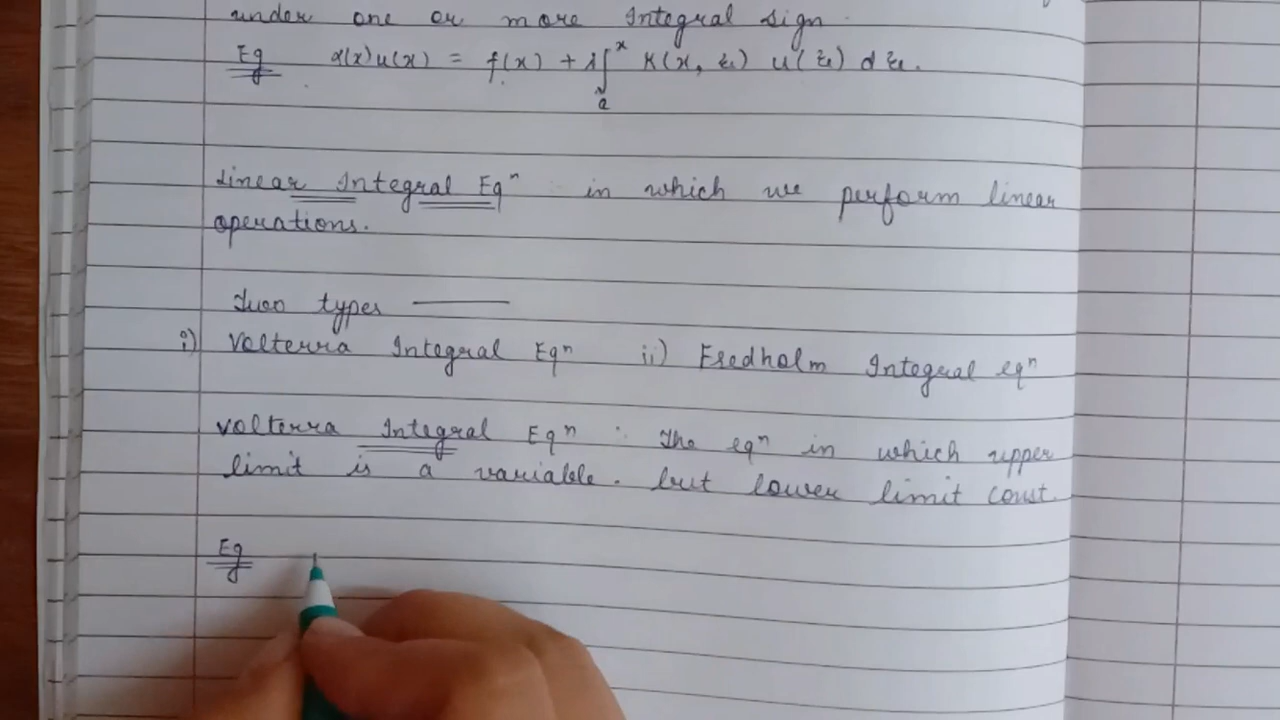 under one or more Integral sign.
Eg α(x)u(x) = f(x) + λ∫ₐˣ K(x, ξ) u(ξ) dξ.
Linear Integral Eqⁿ : in which we perform linear
operations.
Two types ——
i) Volterra Integral Eqⁿ ii) Fredholm Integral eqⁿ
Volterra Integral Eqⁿ : The eqⁿ in which upper
limit is a variable. but lower limit const.
Eg